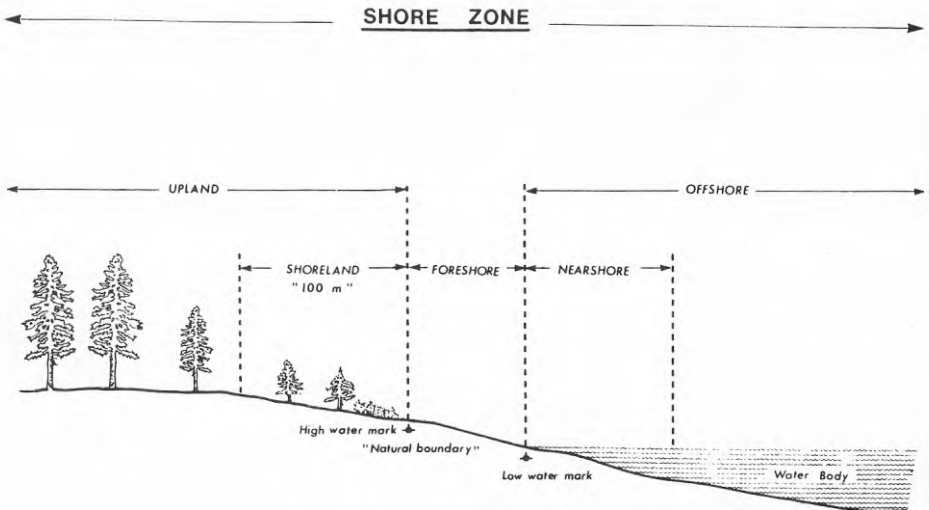 SHORE ZONE
UPLAND
OFFSHORE
SHORELAND
"100 m"
FORESHORE
NEARSHORE
High water mark
"Natural boundary"
Low water mark
Water Body